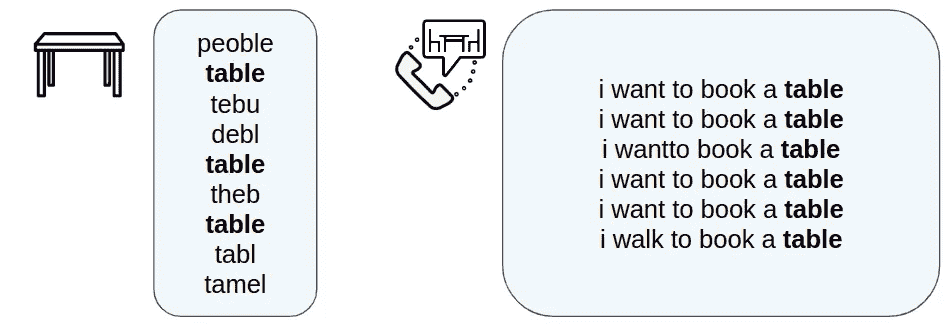 peoble
table
tebu
debl
table
theb
table
tabl
tamel
i want to book a table
i want to book a table
i wantto book a table
i want to book a table
i want to book a table
i walk to book a table